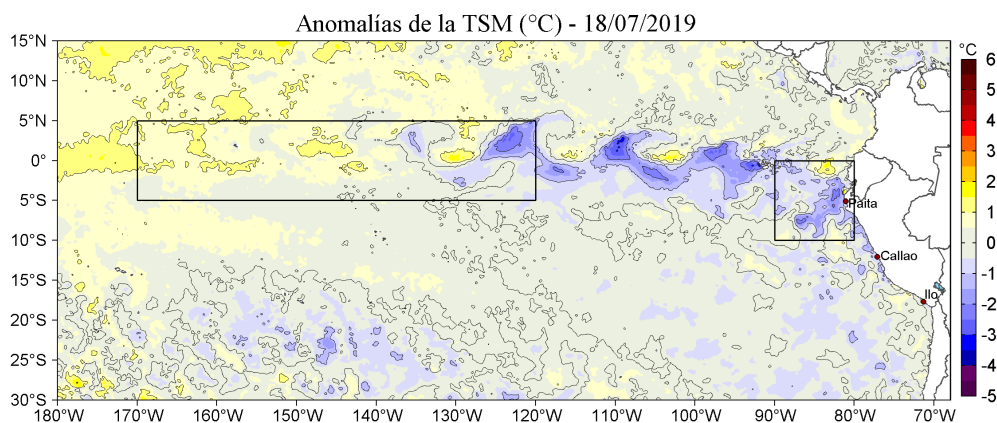 Anomalías de la TSM (°C) - 18/07/2019
15°N
10°N
5°N
0°
5°S
10°S
15°S
20°S
25°S
30°S
180°W
170°W
160°W
150°W
140°W
130°W
120°W
110°W
100°W
90°W
80°W
70°W
Paita
Callao
Ilo
°C
6
5
4
3
2
1
0
-1
-2
-3
-4
-5